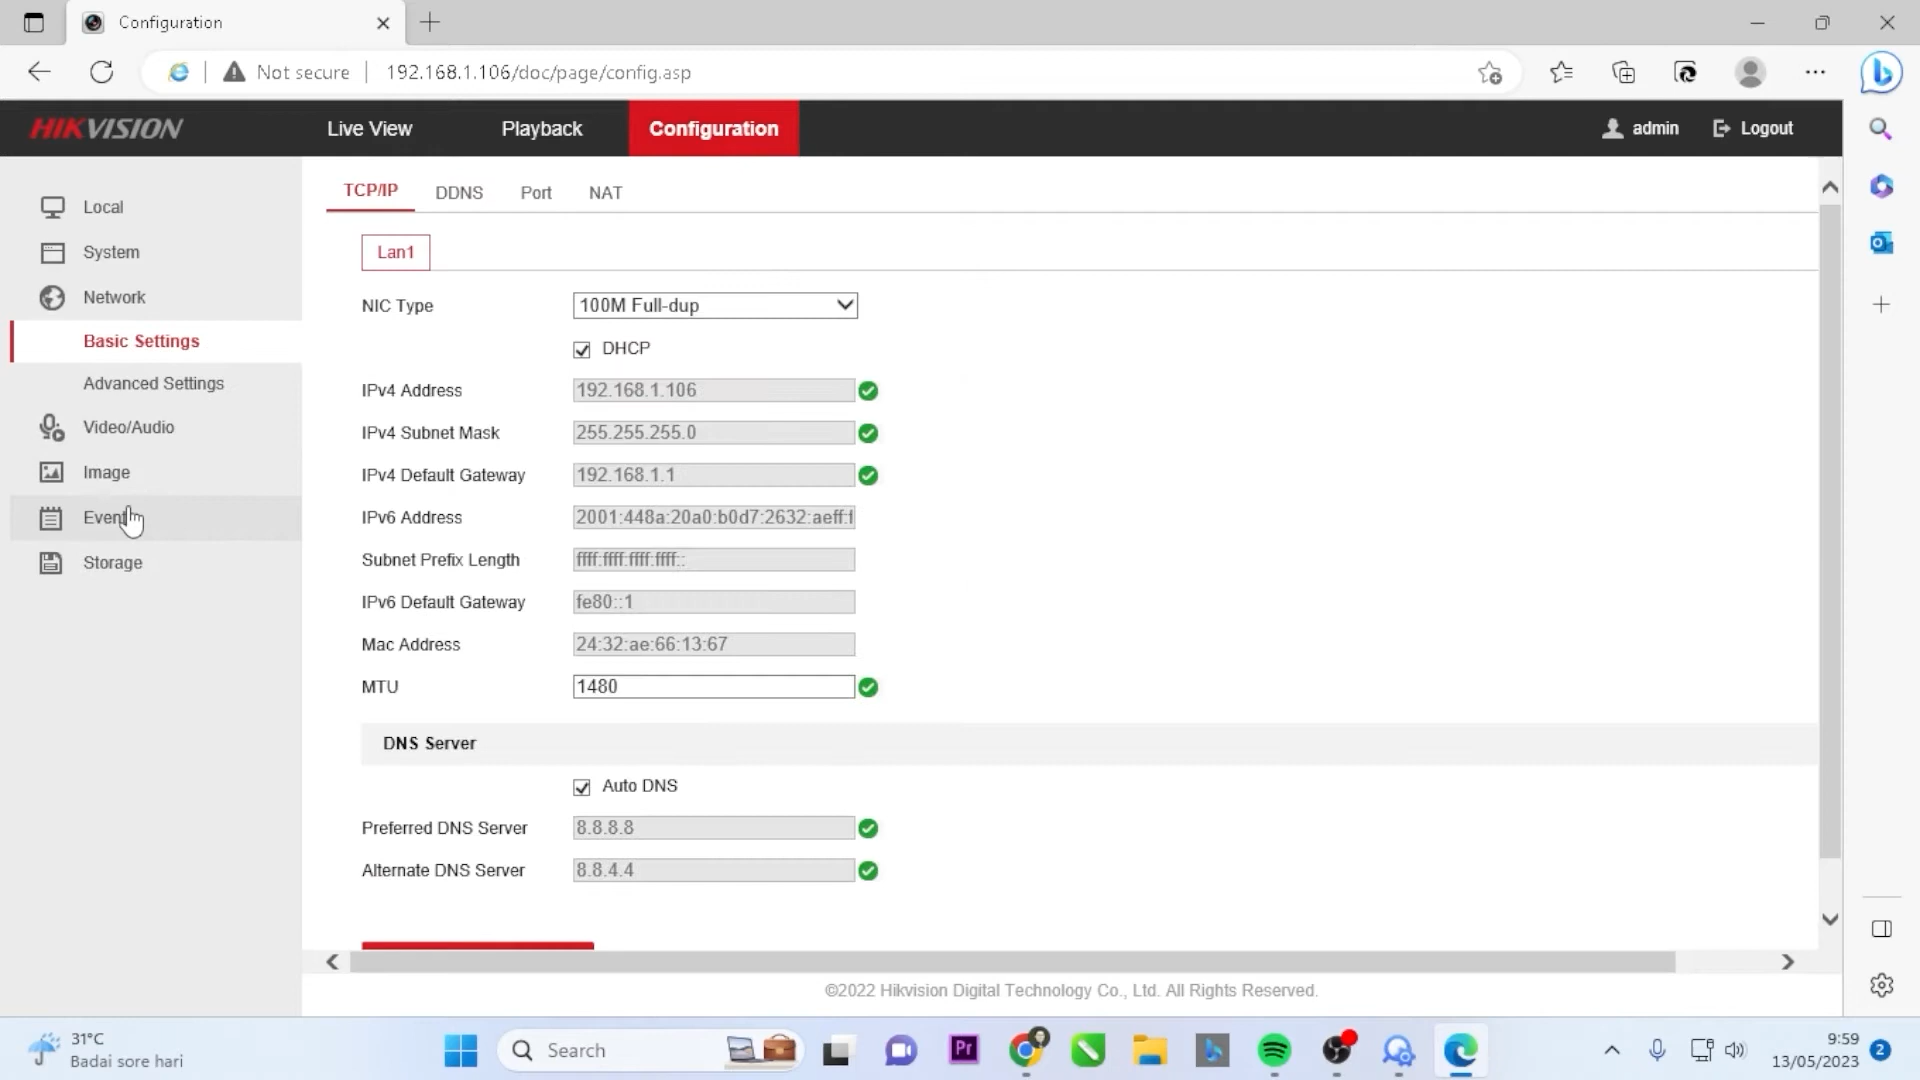 Configuration
Not secure
192.168.1.106/doc/page/config.asp
HIKVISION
Live View
Playback
Configuration
admin
Logout
Local
System
Network
Basic Settings
Advanced Settings
Video/Audio
Image
Event
Storage
TCP/IP
DDNS
Port
NAT
Lan1
NIC Type
100M Full-dup
DHCP
IPv4 Address
192.168.1.106
IPv4 Subnet Mask
255.255.255.0
IPv4 Default Gateway
192.168.1.1
IPv6 Address
2001:448a:20a0:b0d7:2632:aeff:f
Subnet Prefix Length
ffff:ffff:ffff:ffff::
IPv6 Default Gateway
fe80::1
Mac Address
24:32:ae:66:13:67
MTU
1480
DNS Server
Auto DNS
Preferred DNS Server
8.8.8.8
Alternate DNS Server
8.8.4.4
©2022 Hikvision Digital Technology Co., Ltd. All Rights Reserved.
31°C
Badai sore hari
Search
Pr
9:59
13/05/2023
2